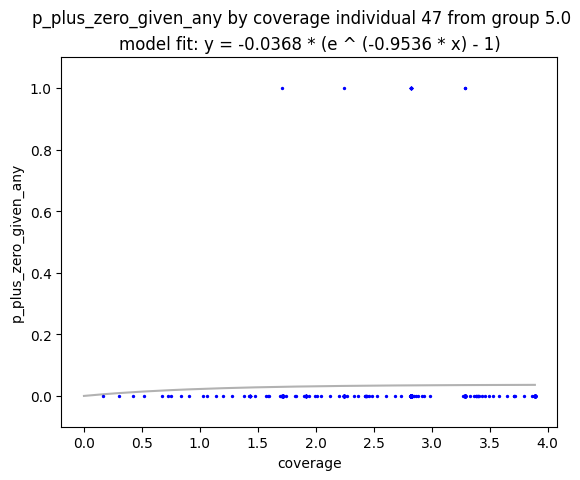 p_plus_zero_given_any by coverage individual 47 from group 5.0
model fit: y = -0.0368 * (e ^ (-0.9536 * x) - 1)
1.0
0.8
0.6
0.4
0.2
0.0
p_plus_zero_given_any
0.0 0.5 1.0 1.5 2.0 2.5 3.0 3.5 4.0
coverage